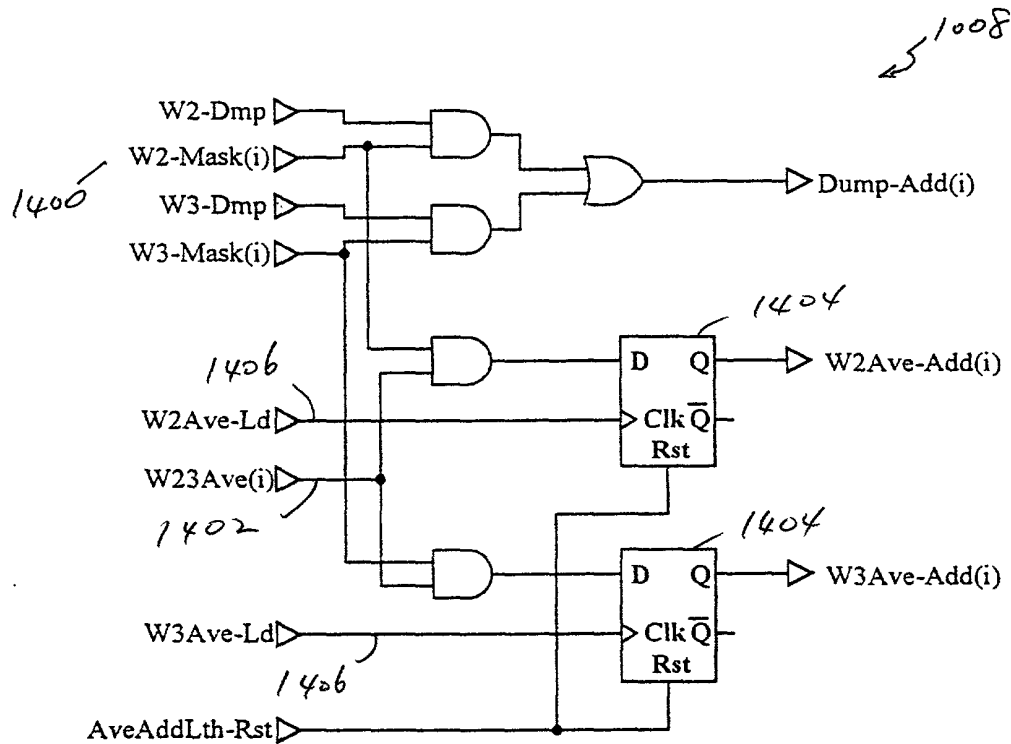 1008
W2-Dmp
W2-Mask(i)
1400
W3-Dmp
W3-Mask(i)
Dump-Add(i)
1404
D Q
W2Ave-Add(i)
1406
W2Ave-Ld
Clk Q̅
Rst
W23Ave(i)
1402
1404
D Q
W3Ave-Add(i)
W3Ave-Ld
Clk Q̅
Rst
1406
AveAddLth-Rst